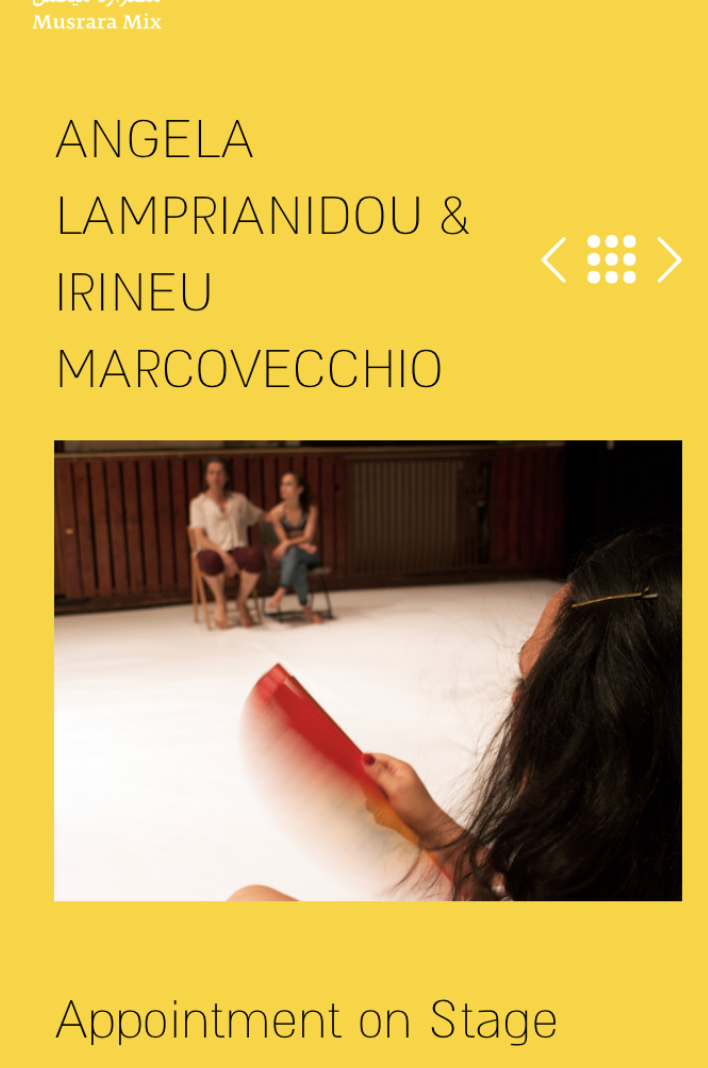 Musrara Mix
ANGELA
LAMPRIANIDOU &
IRINEU
MARCOVECCHIO
Appointment on Stage